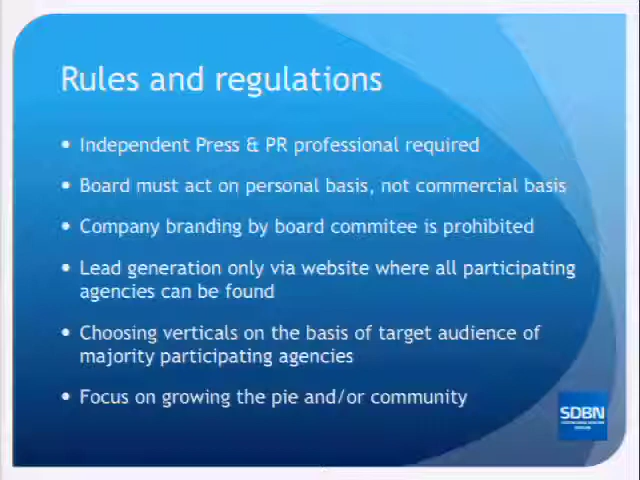 Rules and regulations
• Independent Press & PR professional required
• Board must act on personal basis, not commercial basis
• Company branding by board commitee is prohibited
• Lead generation only via website where all participating
agencies can be found
• Choosing verticals on the basis of target audience of
majority participating agencies
• Focus on growing the pie and/or community
SDBN